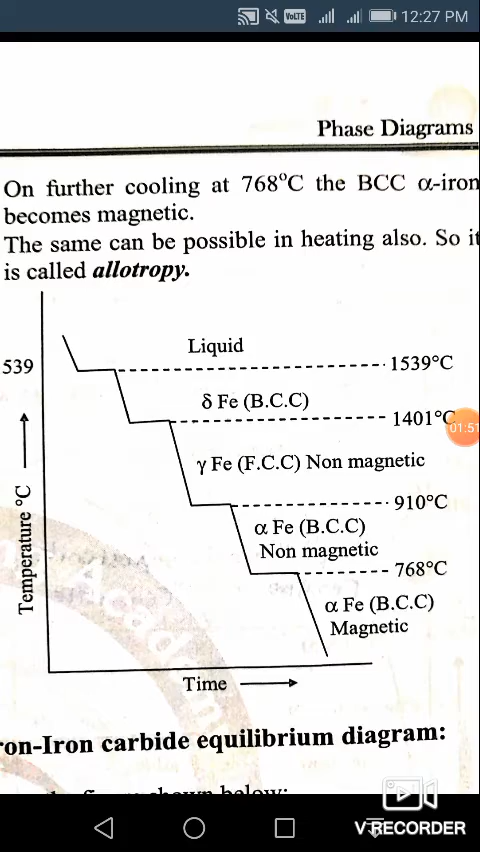 VoLTE 12:27 PM
Phase Diagrams
On further cooling at 768°C the BCC α-iron
becomes magnetic.
The same can be possible in heating also. So it
is called allotropy.
Liquid
539
1539°C
δ Fe (B.C.C)
1401°C
01:51
γ Fe (F.C.C) Non magnetic
910°C
α Fe (B.C.C)
Non magnetic
768°C
α Fe (B.C.C)
Magnetic
Temperature °C
Time
ron-Iron carbide equilibrium diagram:
below:
V RECORDER